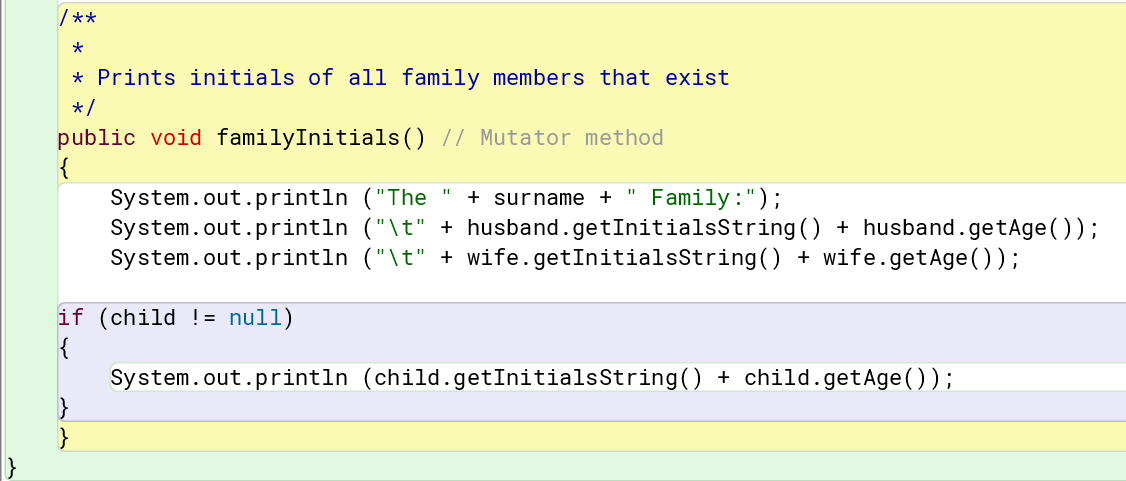 /**
 *
 * Prints initials of all family members that exist
 */
public void familyInitials() // Mutator method
{
    System.out.println ("The " + surname + " Family:");
    System.out.println ("\t" + husband.getInitialsString() + husband.getAge());
    System.out.println ("\t" + wife.getInitialsString() + wife.getAge());
if (child != null)
{
    System.out.println (child.getInitialsString() + child.getAge());
}
}
}